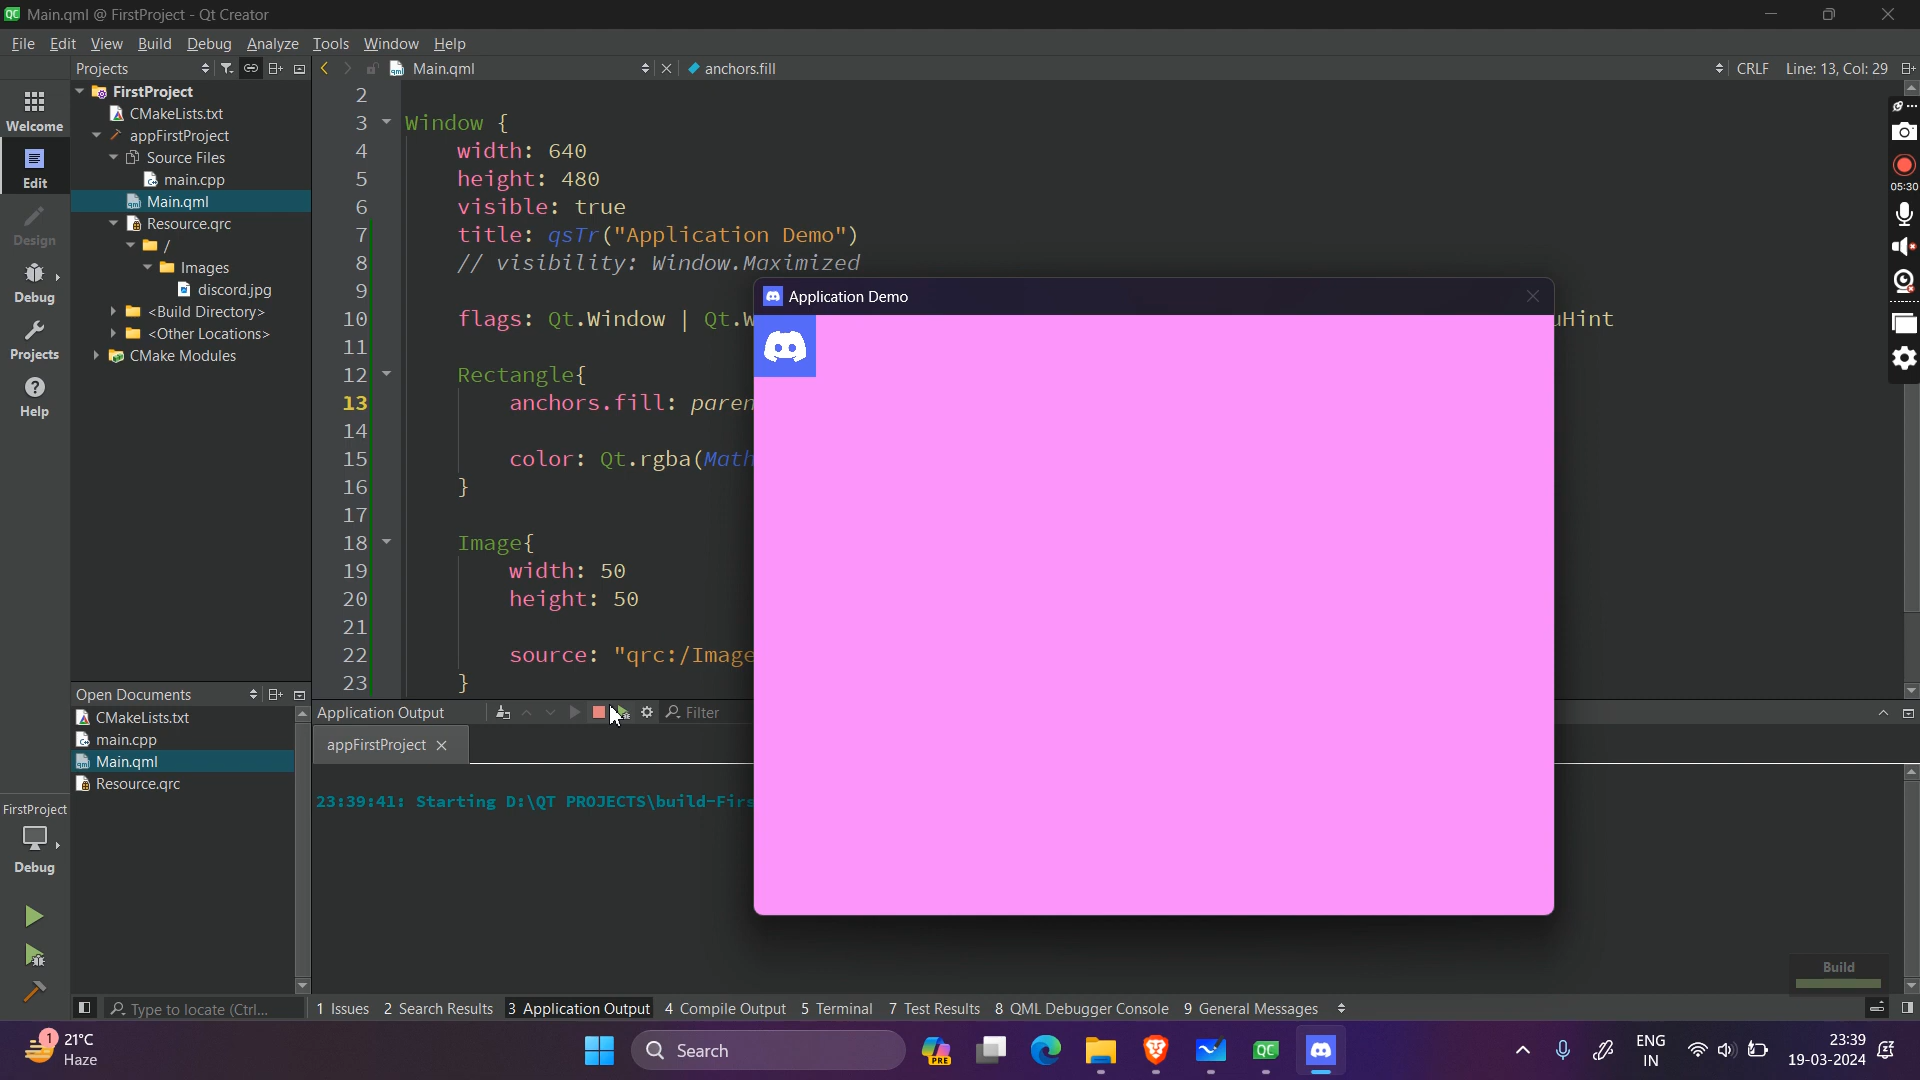 QC Main.qml @ FirstProject - Qt Creator
File Edit View Build Debug Analyze Tools Window Help
Projects
Main.qml
anchors.fill
CRLF Line: 13, Col: 29
Welcome
Edit
Design
Debug
Projects
Help
FirstProject
CMakeLists.txt
appFirstProject
Source Files
main.cpp
Main.qml
Resource.qrc
/
Images
discord.jpg
<Build Directory>
<Other Locations>
CMake Modules
2
3 Window {
4 width: 640
5 height: 480
6 visible: true
7 title: qsTr("Application Demo")
8 // visibility: Window.Maximized
9
10 flags: Qt.Window | Qt.W uHint
11
12 Rectangle{
13 anchors.fill: paren
14
15 color: Qt.rgba(Math
16 }
17
18 Image{
19 width: 50
20 height: 50
21
22 source: "qrc:/Image
23 }
Application Demo
05:30
Open Documents
CMakeLists.txt
main.cpp
Main.qml
Resource.qrc
Application Output
Filter
appFirstProject
23:39:41: Starting D:\QT PROJECTS\build-Firs
FirstProject
Debug
Build
Type to locate (Ctrl...
1 Issues 2 Search Results 3 Application Output 4 Compile Output 5 Terminal 7 Test Results 8 QML Debugger Console 9 General Messages
1
21°C
Haze
Search
PRE
QC
ENG
IN
23:39
19-03-2024